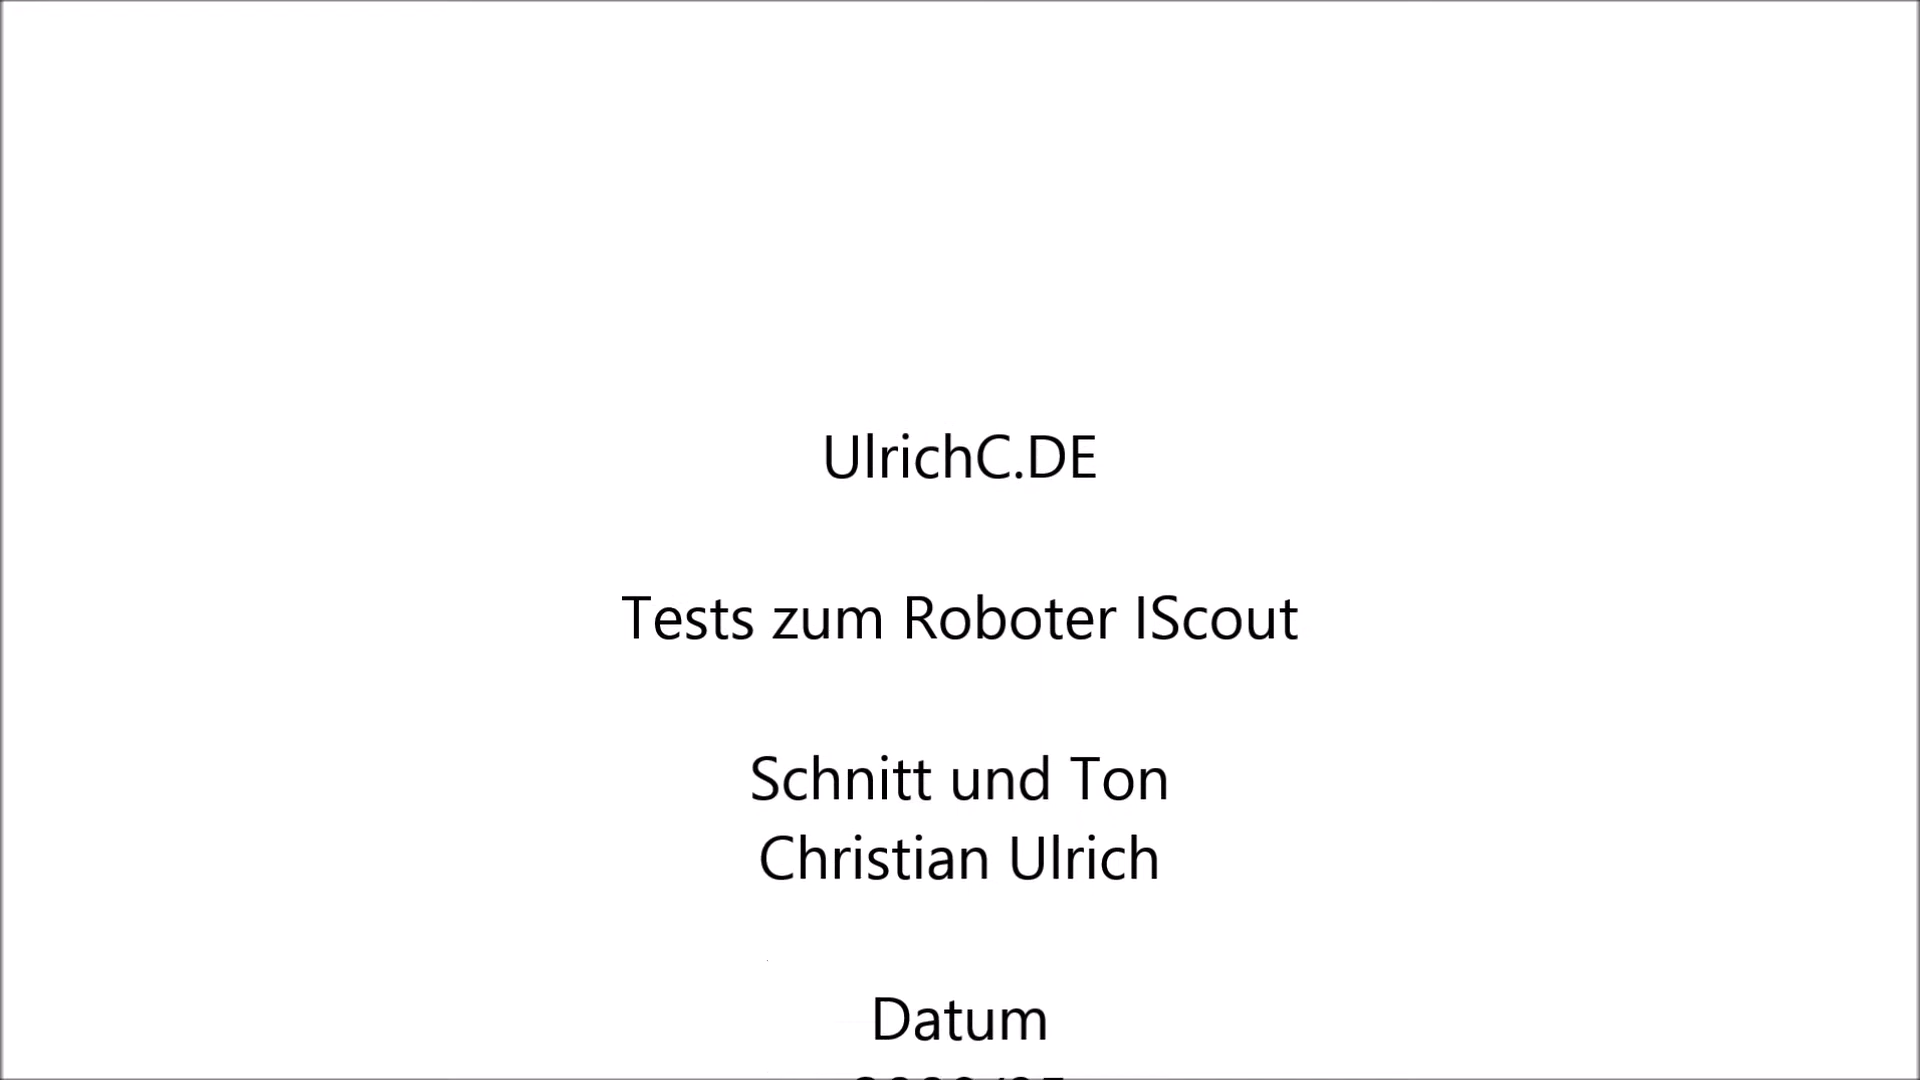 UlrichC.DE
Tests zum Roboter IScout
Schnitt und Ton
Christian Ulrich
Datum